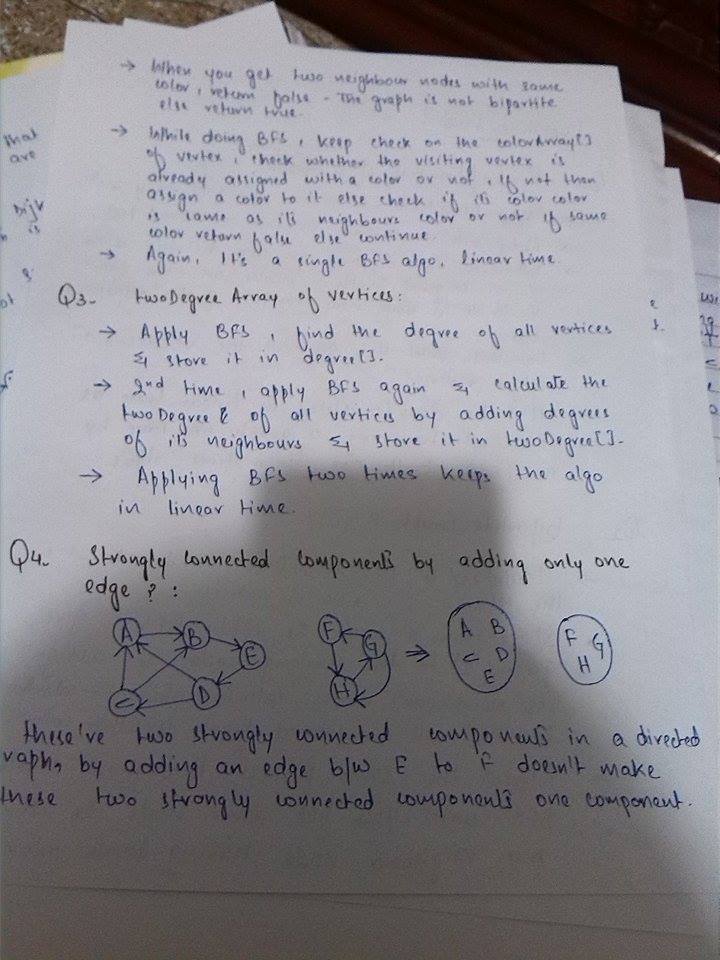 → When you get two neighbour nodes with same
color, return false - The graph is not bipartite
else return true.
→ While doing BFS, keep check on the colorArray[]
of vertex, check whether the visiting vertex is
already assigned with a color or not. If not then
assign a color to it else check if its color color
is same as its neighbours color or not if same
color return false else continue.
→ Again, It's a single BFS algo, linear time.
Q3- twoDegree Array of vertices:
→ Apply BFS, find the degree of all vertices
& store it in degree[].
→ 2nd time, apply BFS again & calculate the
twoDegree of all vertices by adding degrees
of its neighbours & store it in twoDegree[].
→ Applying BFS two times keeps the algo
in linear time.
Q4- Strongly connected components by adding only one
edge? :
A B E C D
F G H
⇒
A B C D E
F G H
these've two strongly connected components in a directed
raph, by adding an edge b/w E to F doesn't make
these two strongly connected components one component.
that
are
is